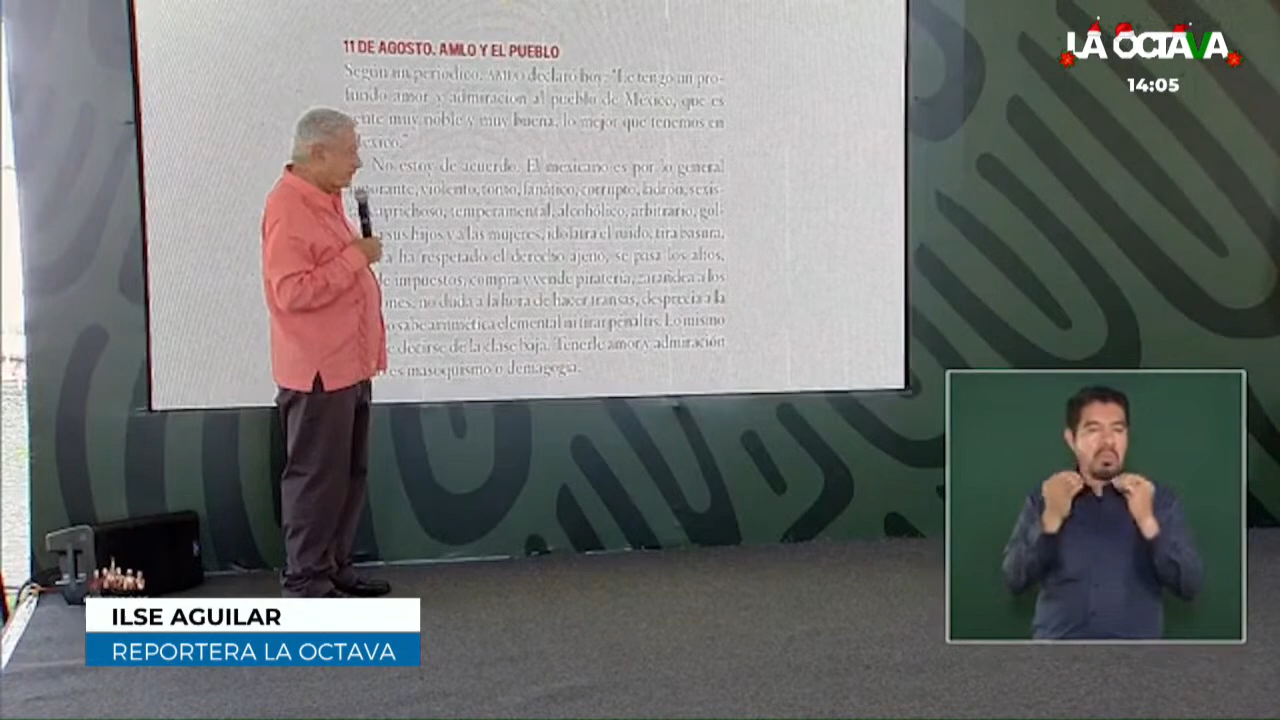 LA OCTAVA
14:05
11 DE AGOSTO. AMLO Y EL PUEBLO
Según un periódico, AMLO declaró hoy: "Le tengo un pro-
fundo amor y admiración al pueblo de México, que es
ente muy noble y muy buena, lo mejor que tenemos en
éxico."
No estoy de acuerdo. El mexicano es por lo general
norante, violento, tonto, fanático, corrupto, ladrón, sexis-
caprichoso, temperamental, alcohólico, arbitrario, gol-
sus hijos y a las mujeres, idolatra el ruido, tira basura,
a ha respetado el derecho ajeno, se pasa los altos,
de impuestos, compra y vende piratería, zarandea a los
ones, no duda a la hora de hacer transas, desprecia a la
o sabe aritmética elemental ni tirar penaltis. Lo mismo
e decirse de la clase baja. Tenerle amor y admiración
es masoquismo o demagogia.
ILSE AGUILAR
REPORTERA LA OCTAVA